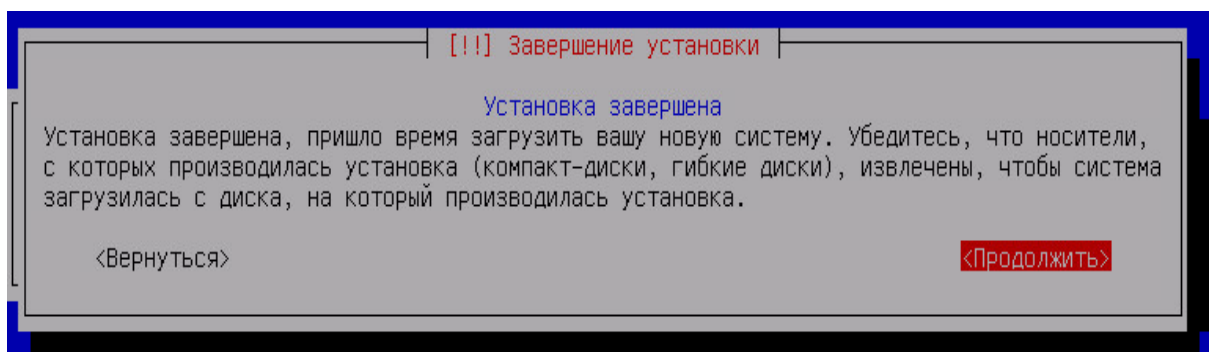 [!!] Завершение установки
Установка завершена
Установка завершена, пришло время загрузить вашу новую систему. Убедитесь, что носители,
с которых производилась установка (компакт-диски, гибкие диски), извлечены, чтобы система
загрузилась с диска, на который производилась установка.
<Вернуться> <Продолжить>